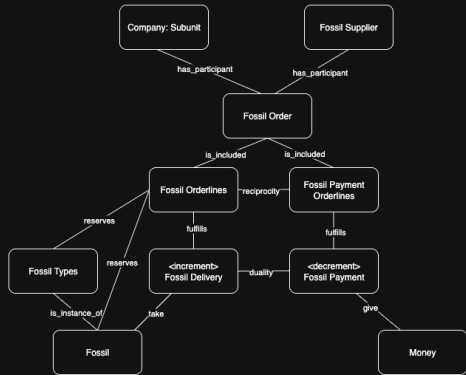 Company: Subunit
Fossil Supplier
has_participant
has_participant
Fossil Order
is_included
is_included
Fossil Orderlines
reciprocity
Fossil Payment
Orderlines
reserves
fulfills
fulfills
reserves
Fossil Types
<increment>
Fossil Delivery
duality
<decrement>
Fossil Payment
is_instance_of
take
give
Fossil
Money